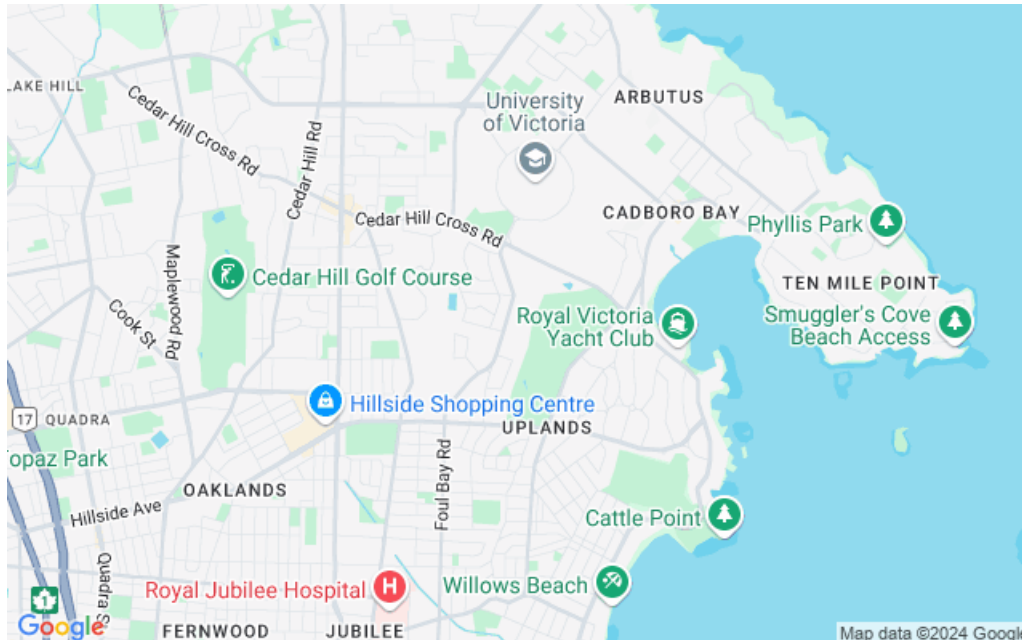 LAKE HILL
Cedar Hill Cross Rd
Cedar Hill Rd
University
of Victoria
ARBUTUS
Cedar Hill Cross Rd
CADBORO BAY
Phyllis Park
Maplewood Rd
Cedar Hill Golf Course
TEN MILE POINT
Cook St
Royal Victoria
Yacht Club
Smuggler's Cove
Beach Access
17
QUADRA
Hillside Shopping Centre
UPLANDS
Topaz Park
Foul Bay Rd
OAKLANDS
Hillside Ave
Cattle Point
Quadra S
Royal Jubilee Hospital
H
Willows Beach
1
Google
FERNWOOD
JUBILEE
Map data ©2024 Google